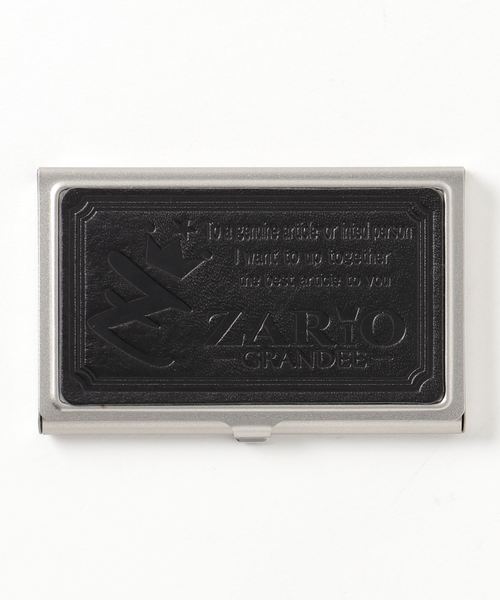 To a genuine article or inted person
I want to up together
the best article to you
ZARIO
GRANDEE